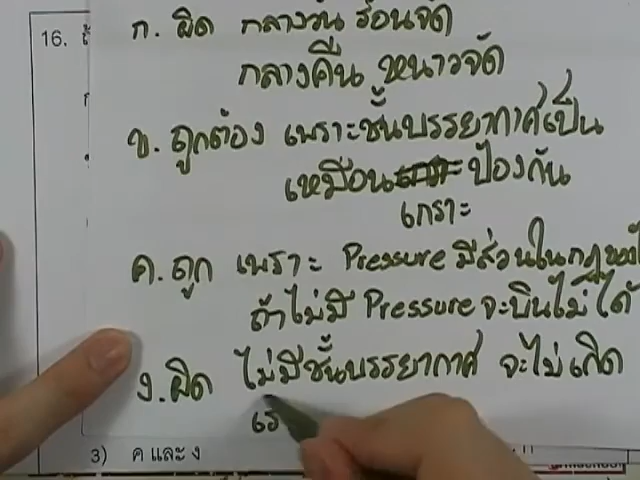 16.
ก. ผิด กลางวัน ร้อนจัด
กลางคืน หนาวจัด
ข. ถูกต้อง เพราะชั้นบรรยากาศเป็น
เหมือน ป้องกัน
เกราะ
ค. ถูก เพราะ Pressure มีส่วนในกฎของ
ถ้าไม่มี Pressure จะบินไม่ได้
ง. ผิด ไม่มีชั้นบรรยากาศ จะไม่เกิด
3) ค และ ง